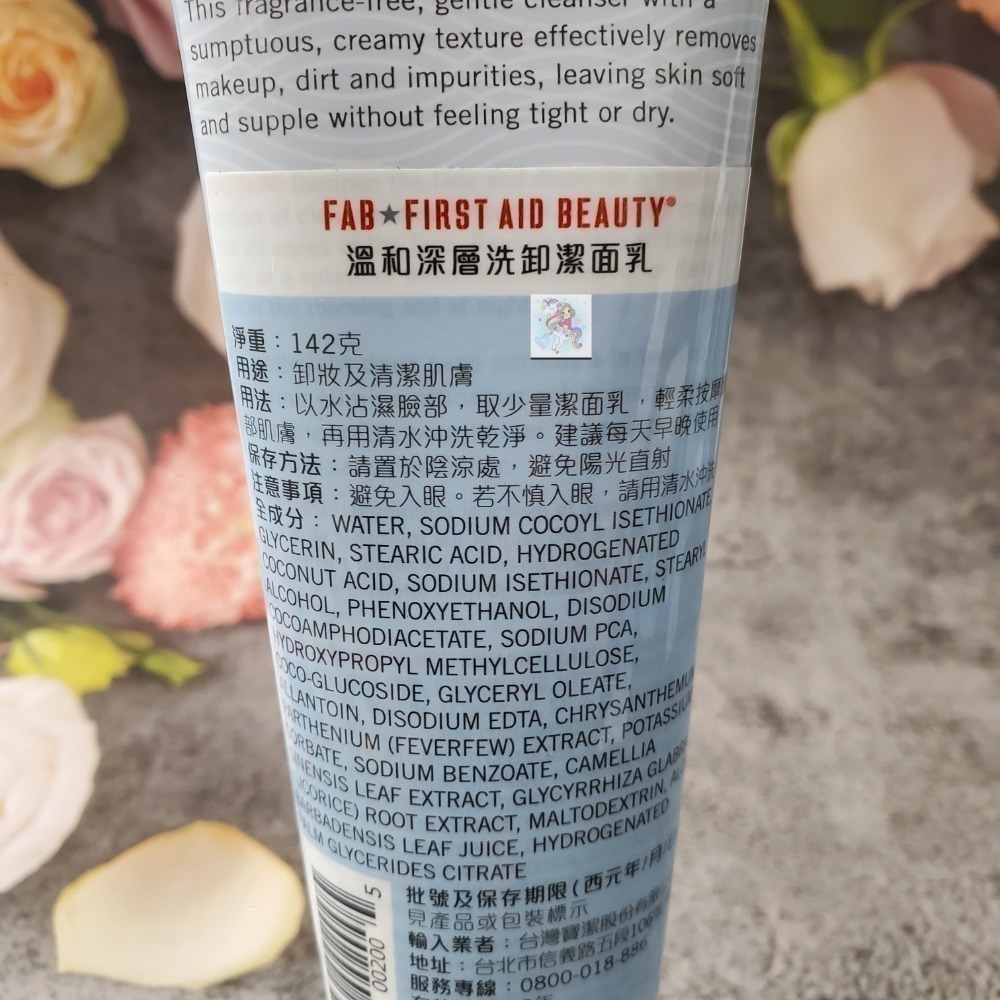 This fragrance-free, gentle cleanser with a
sumptuous, creamy texture effectively removes
makeup, dirt and impurities, leaving skin soft
and supple without feeling tight or dry.
FAB★FIRST AID BEAUTY®
溫和深層洗卸潔面乳
淨重：142克
用途：卸妝及清潔肌膚
用法：以水沾濕臉部，取少量潔面乳，輕柔按摩
部肌膚，再用清水沖洗乾淨。建議每天早晚使用
保存方法：請置於陰涼處，避免陽光直射
注意事項：避免入眼。若不慎入眼，請用清水沖洗
全成分：WATER, SODIUM COCOYL ISETHIONATE,
GLYCERIN, STEARIC ACID, HYDROGENATED
COCONUT ACID, SODIUM ISETHIONATE, STEARYL
ALCOHOL, PHENOXYETHANOL, DISODIUM
COCOAMPHODIACETATE, SODIUM PCA,
HYDROXYPROPYL METHYLCELLULOSE,
COCO-GLUCOSIDE, GLYCERYL OLEATE,
ALLANTOIN, DISODIUM EDTA, CHRYSANTHEMUM
PARTHENIUM (FEVERFEW) EXTRACT, POTASSIUM
SORBATE, SODIUM BENZOATE, CAMELLIA
SINENSIS LEAF EXTRACT, GLYCYRRHIZA GLABRA
(LICORICE) ROOT EXTRACT, MALTODEXTRIN,
BARBADENSIS LEAF JUICE, HYDROGENATED
PALM GLYCERIDES CITRATE
批號及保存期限(西元年/月/
見產品或包裝標示
輸入業者：台灣寶潔股份有限
地址：台北市信義路五段106
服務專線：0800-018-886
5
00200